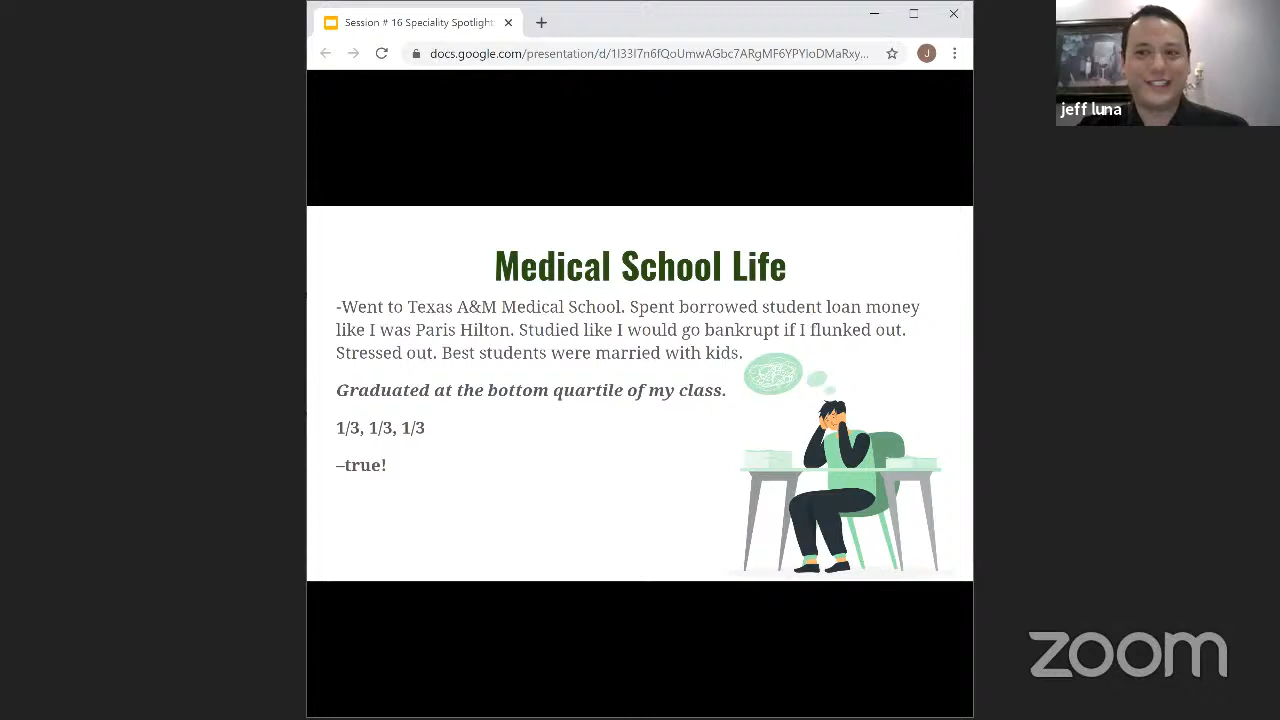 Session # 16 Speciality Spotlight
docs.google.com/presentation/d/1I33I7n6fQoUmwAGbc7ARgMF6YPYIoDMaRxy...
J
jeff luna
Medical School Life
-Went to Texas A&M Medical School. Spent borrowed student loan money
like I was Paris Hilton. Studied like I would go bankrupt if I flunked out.
Stressed out. Best students were married with kids.
Graduated at the bottom quartile of my class.
1/3, 1/3, 1/3
–true!
zoom